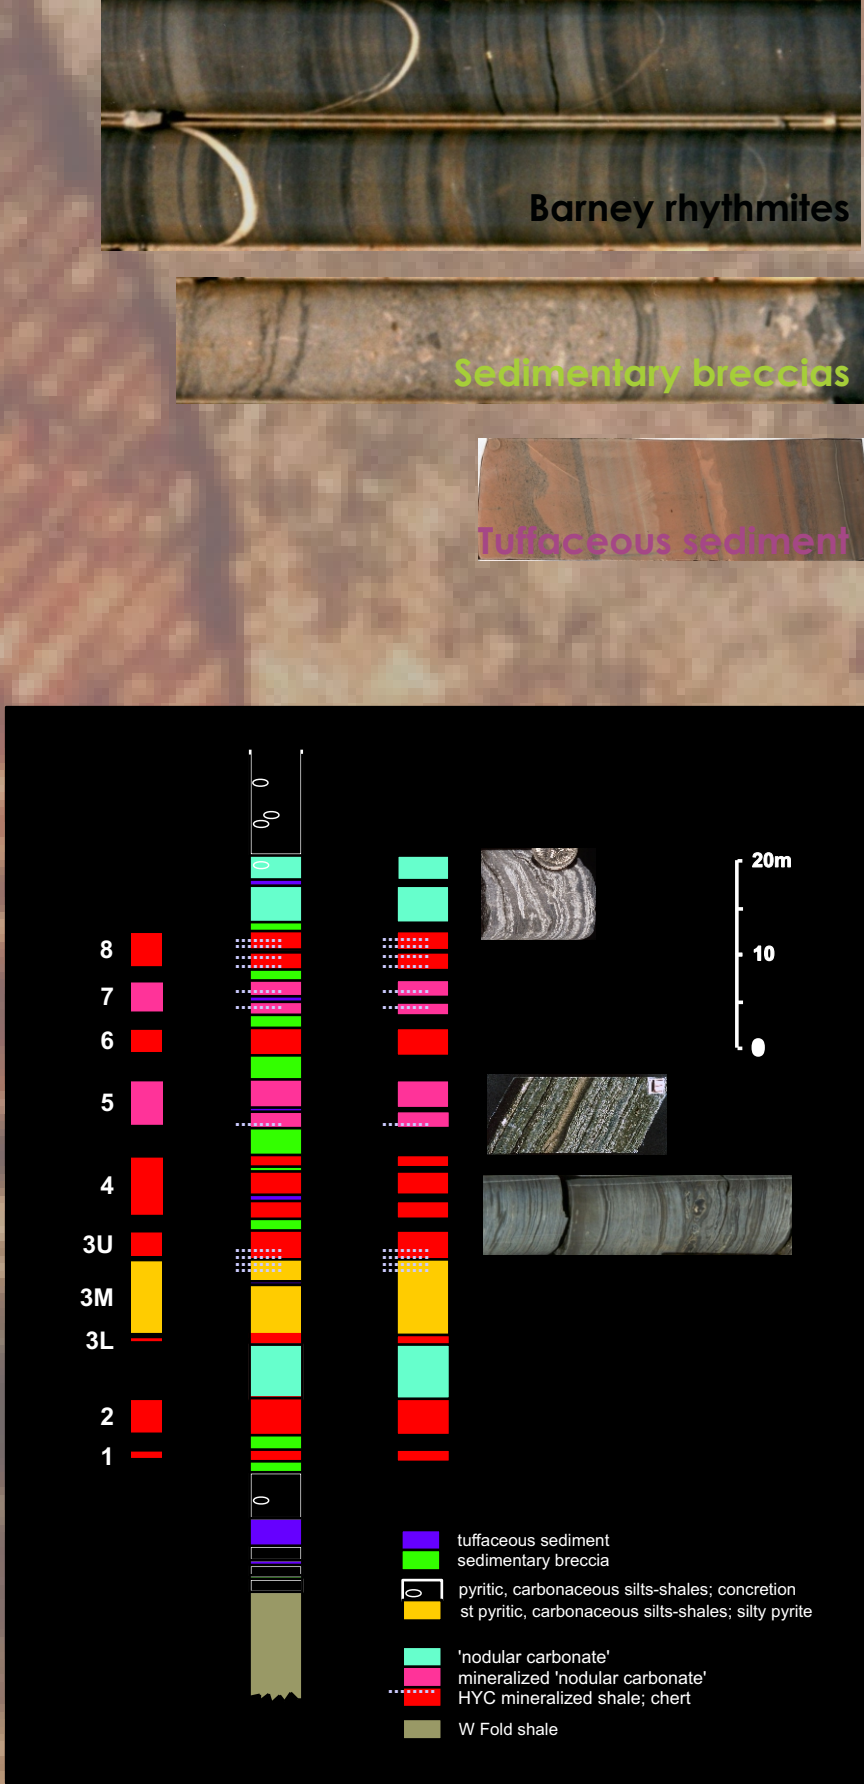 Barney rhythmites
Sedimentary breccias
Tuffaceous sediment
20m
10
0
8
7
6
5
4
3U
3M
3L
2
1
tuffaceous sediment
sedimentary breccia
pyritic, carbonaceous silts-shales; concretion
st pyritic, carbonaceous silts-shales; silty pyrite
'nodular carbonate'
mineralized 'nodular carbonate'
HYC mineralized shale; chert
W Fold shale